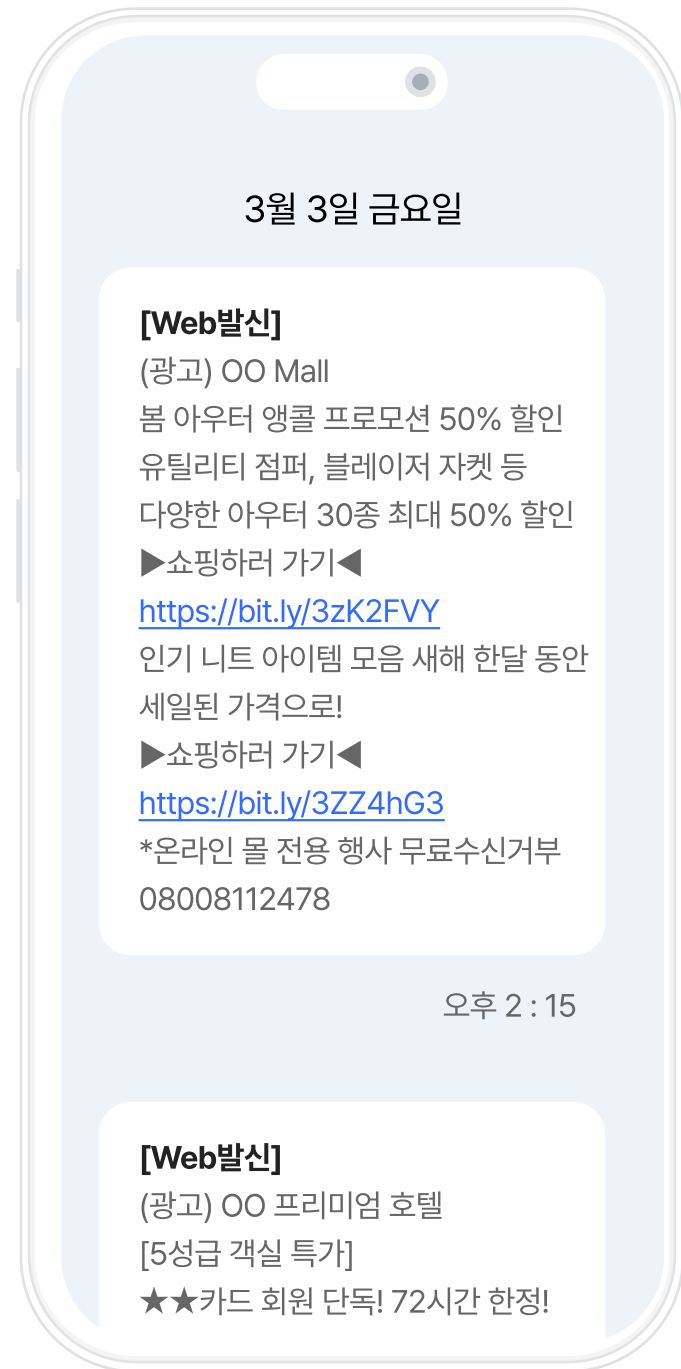 3월 3일 금요일
[Web발신]
(광고) OO Mall
봄 아우터 앵콜 프로모션 50% 할인
유틸리티 점퍼, 블레이저 자켓 등
다양한 아우터 30종 최대 50% 할인
▶쇼핑하러 가기◀
https://bit.ly/3zK2FVY
인기 니트 아이템 모음 새해 한달 동안
세일된 가격으로!
▶쇼핑하러 가기◀
https://bit.ly/3ZZ4hG3
*온라인 몰 전용 행사 무료수신거부
08008112478
오후 2 : 15
[Web발신]
(광고) OO 프리미엄 호텔
[5성급 객실 특가]
★★카드 회원 단독! 72시간 한정!